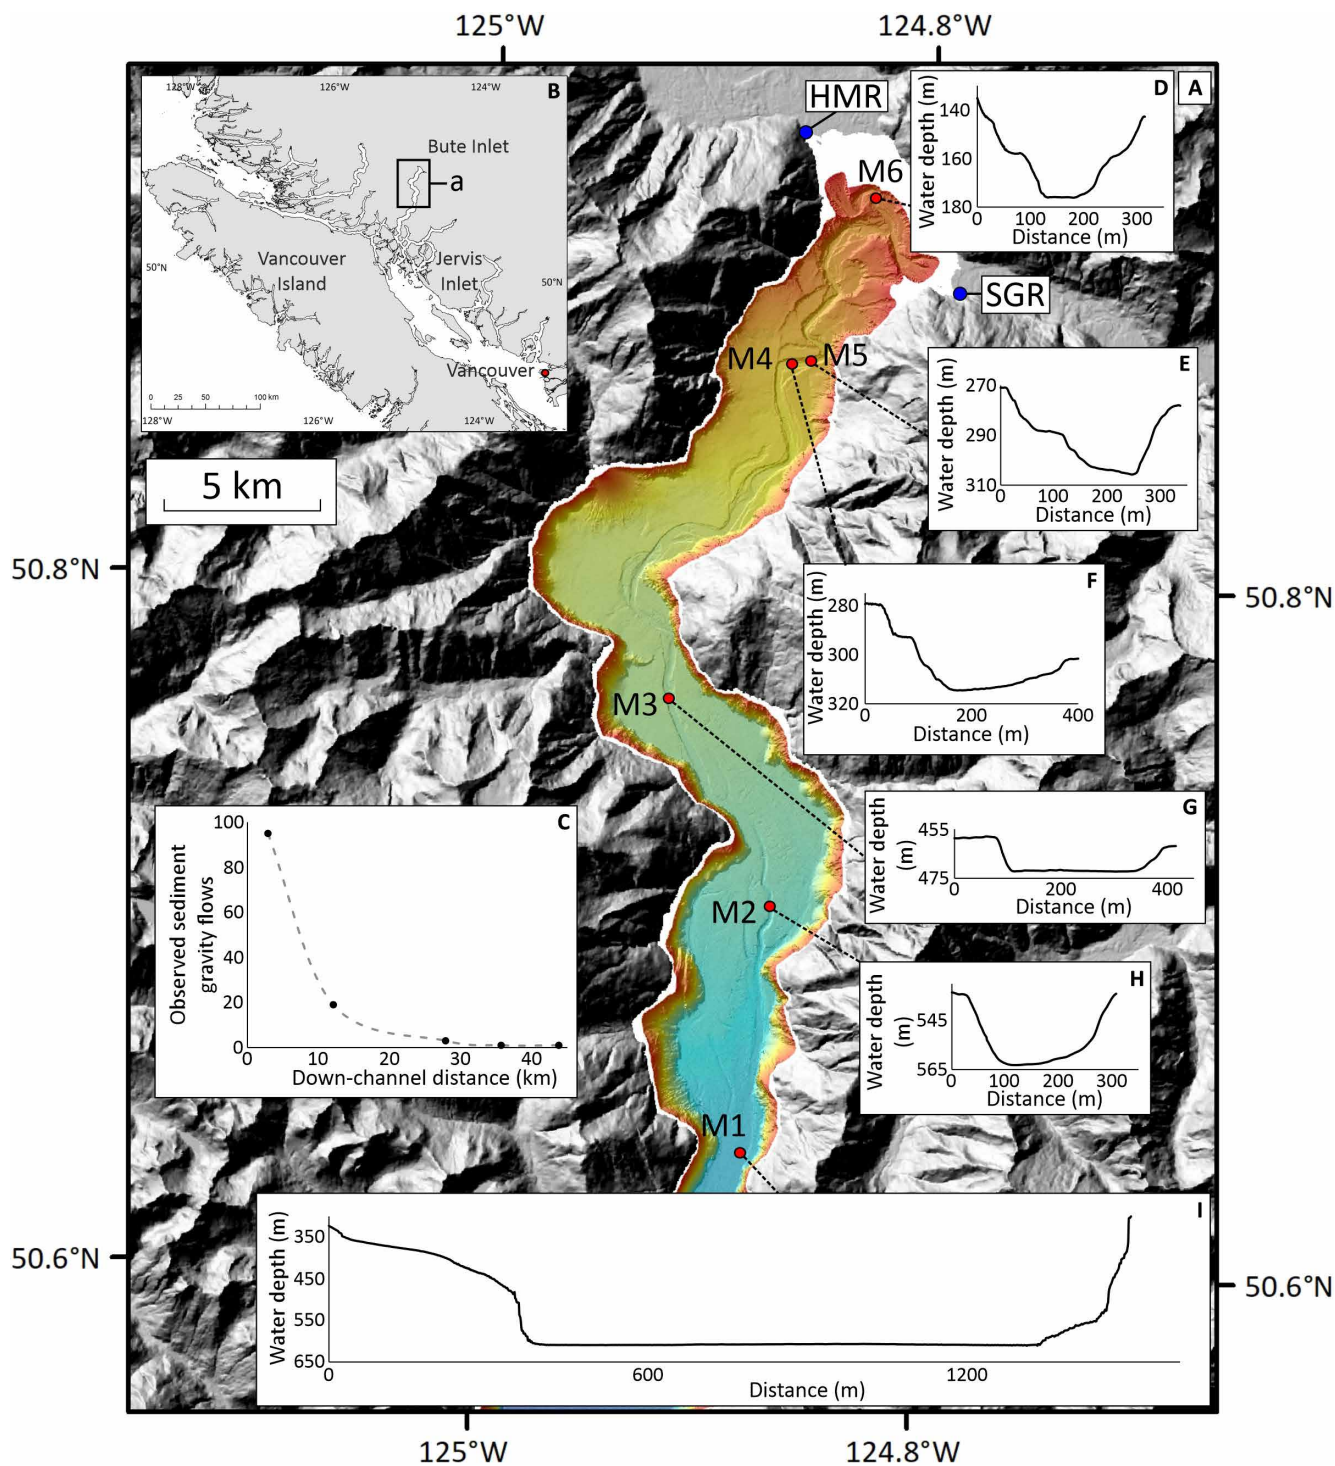 125°W 124.8°W
128°W 126°W 124°W B
Bute Inlet
a
50°N
Vancouver
Island
Jervis
Inlet
50°N
Vancouver
0 25 50 100 km
128°W 126°W 124°W
5 km
HMR
M6
SGR
M4 M5
A
D
Water depth (m)
140
160
180
0 100 200 300
Distance (m)
E
Water depth (m)
270
290
310
0 100 200 300
Distance (m)
50.8°N 50.8°N
F
Water depth (m)
280
300
320
0 200 400
Distance (m)
M3
G
Water depth
(m)
455
475
0 200 400
Distance (m)
C
Observed sediment
gravity flows
100
80
60
40
20
0
0 10 20 30 40
Down-channel distance (km)
M2
H
Water depth
(m)
545
565
0 100 200 300
Distance (m)
M1
50.6°N 50.6°N
I
Water depth (m)
350
450
550
650
0 600 1200
Distance (m)
125°W 124.8°W